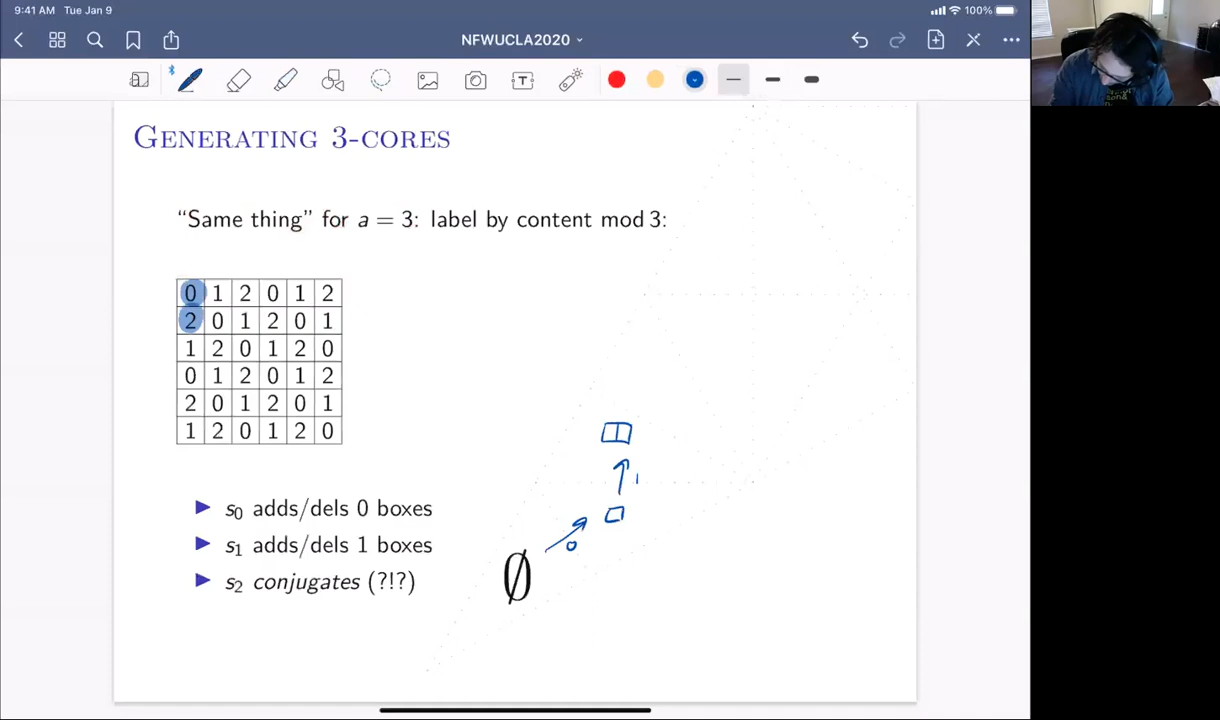 9:41 AM Tue Jan 9
100%
NFWUCLA2020
GENERATING 3-CORES
“Same thing” for a = 3: label by content mod 3:
0 1 2 0 1 2
2 0 1 2 0 1
1 2 0 1 2 0
0 1 2 0 1 2
2 0 1 2 0 1
1 2 0 1 2 0
1
0
∅
▶ s0 adds/dels 0 boxes
▶ s1 adds/dels 1 boxes
▶ s2 conjugates (?!?)